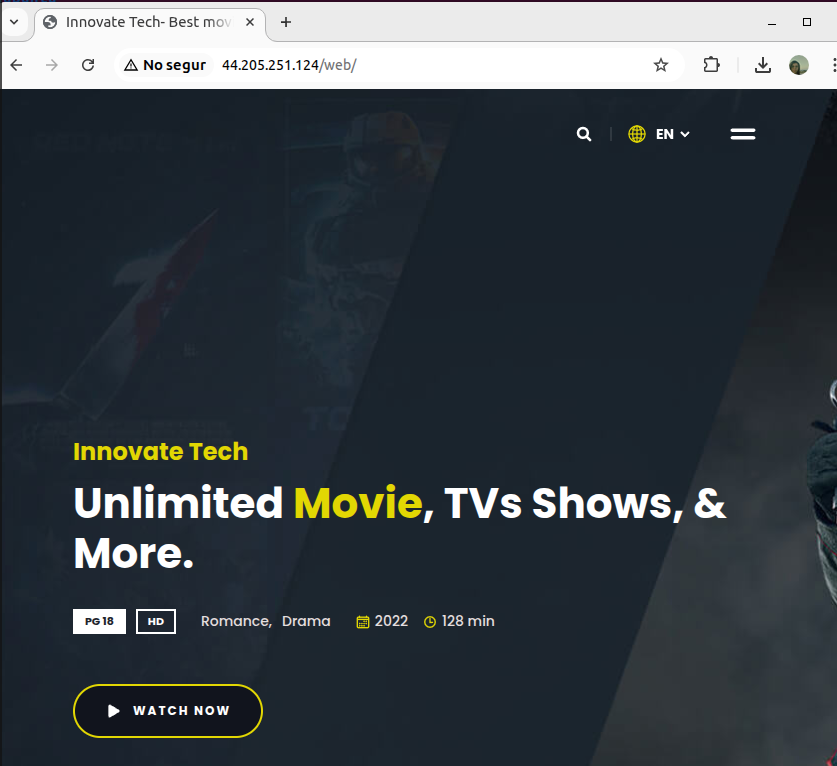 Innovate Tech- Best mov
No segur 44.205.251.124/web/
EN
Innovate Tech
Unlimited Movie, TVs Shows, &
More.
PG 18 HD Romance, Drama 2022 128 min
WATCH NOW